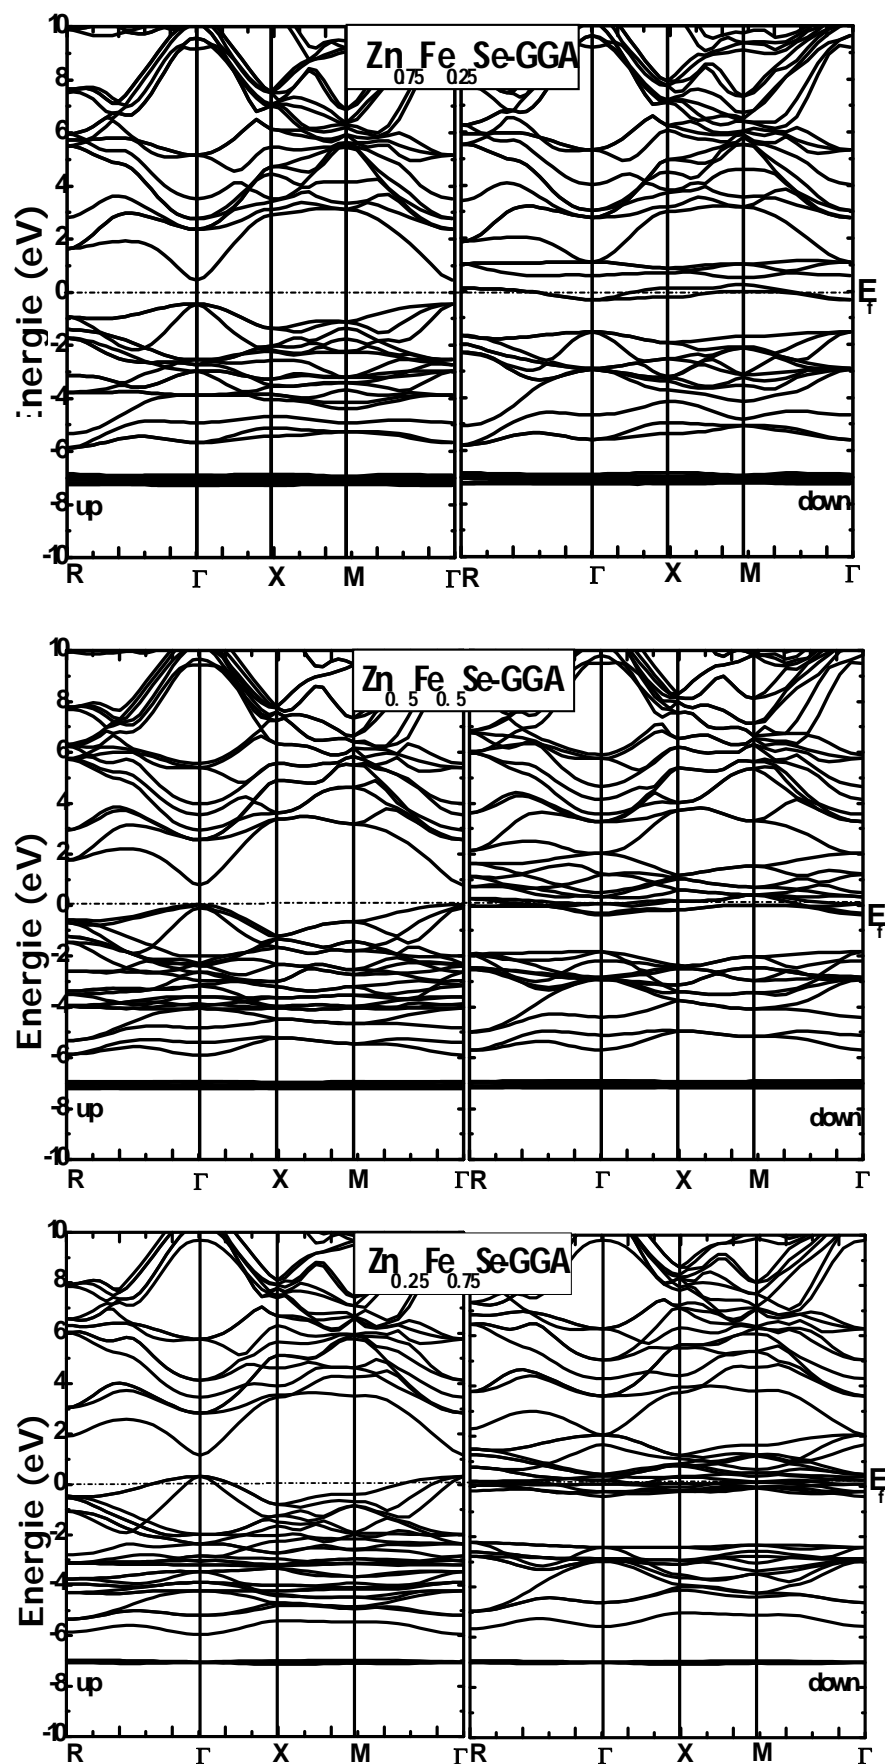 Zn0.75Fe0.25Se-GGA
10
8
6
4
2
0
-2
-4
-6
-8
-10
Energie (eV)
Ef
up
down
R Γ X M Γ R X M Γ
Zn0.5Fe0.5Se-GGA
10
8
6
4
2
0
-2
-4
-6
-8
-10
Energie (eV)
Ef
up
down
R Γ X M Γ R Γ X M Γ
Zn0.25Fe0.75Se-GGA
10
8
6
4
2
0
-2
-4
-6
-8
-10
Energie (eV)
Ef
up
down
R Γ X M Γ R Γ X M Γ